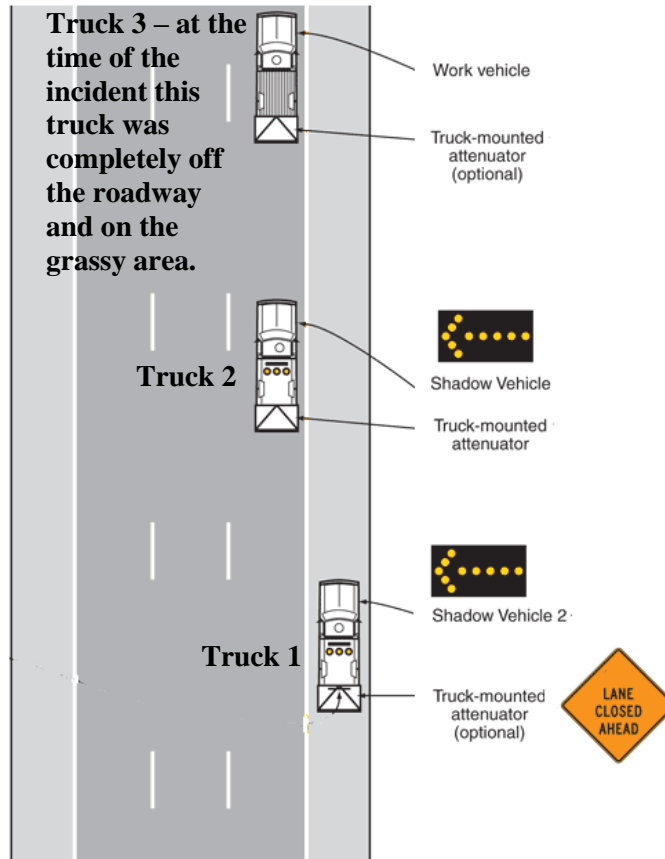 Truck 3 – at the
time of the
incident this
truck was
completely off
the roadway
and on the
grassy area.
Work vehicle
Truck-mounted
attenuator
(optional)
Truck 2
Shadow Vehicle
Truck-mounted
attenuator
Truck 1
Shadow Vehicle 2
Truck-mounted
attenuator
(optional)
LANE
CLOSED
AHEAD